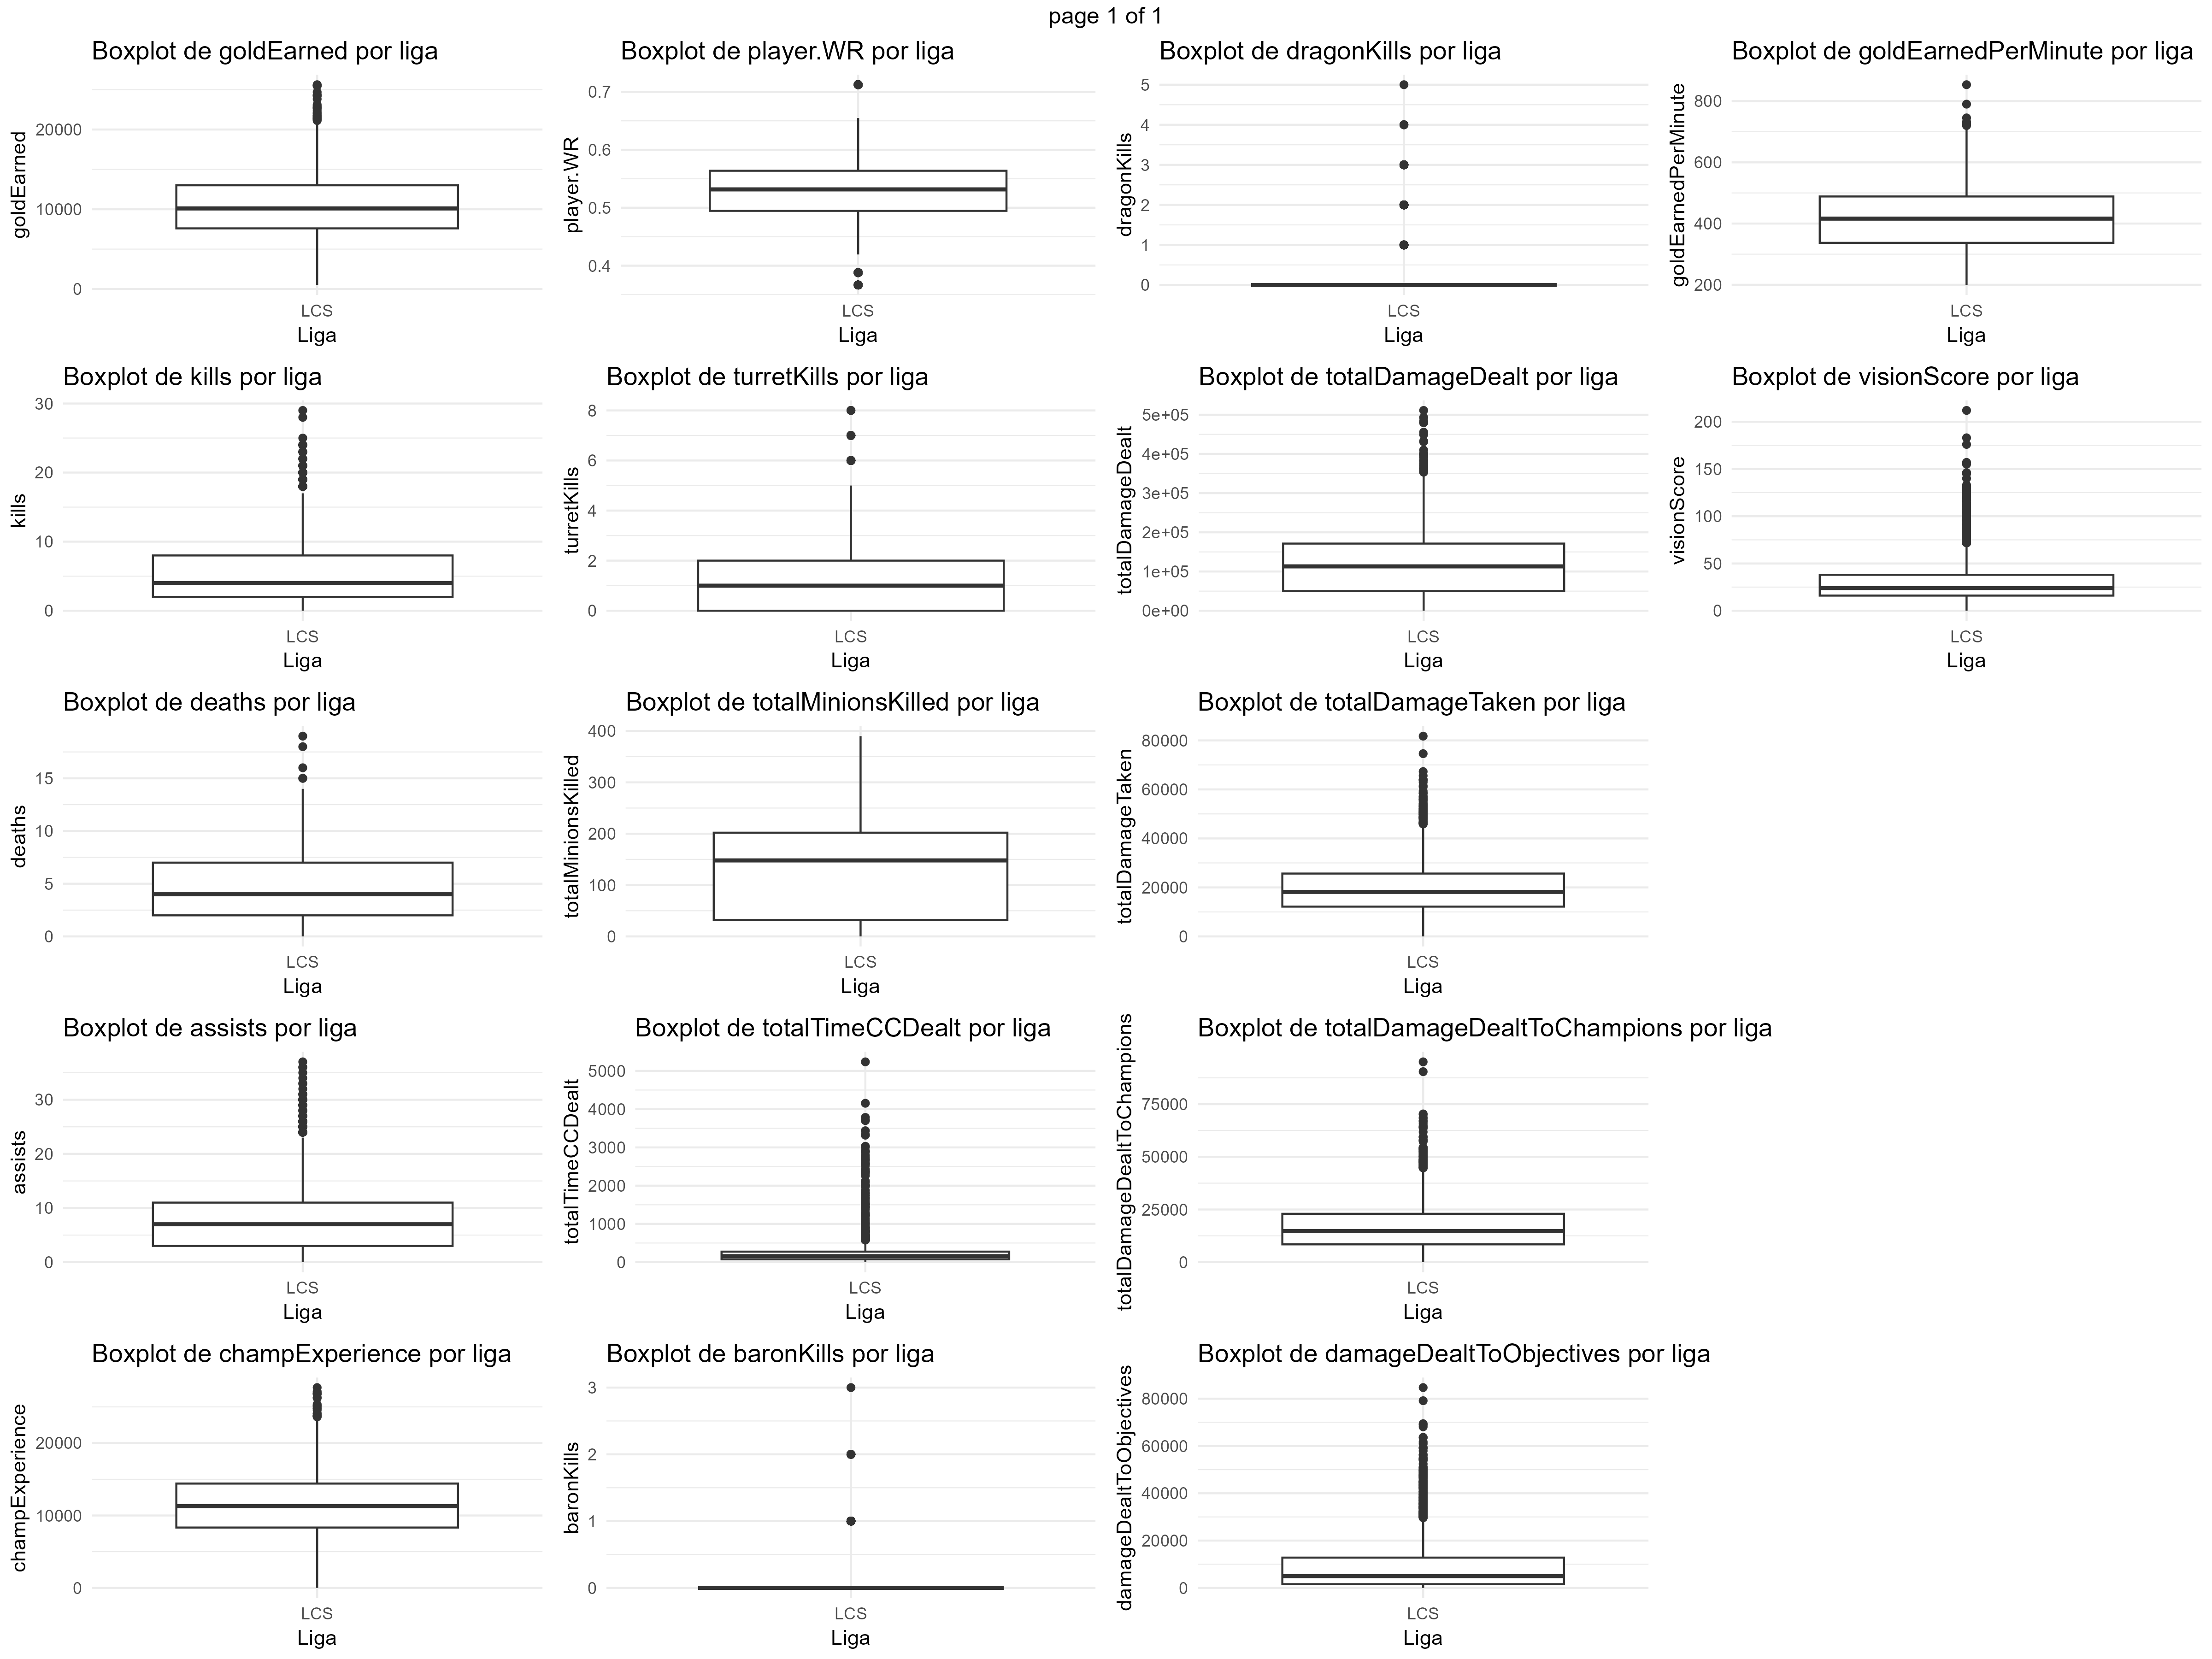 page 1 of 1
Boxplot de goldEarned por liga
goldEarned
20000
10000
0
LCS
Liga
Boxplot de player.WR por liga
player.WR
0.7
0.6
0.5
0.4
LCS
Liga
Boxplot de dragonKills por liga
dragonKills
5
4
3
2
1
0
LCS
Liga
Boxplot de goldEarnedPerMinute por liga
goldEarnedPerMinute
800
600
400
200
LCS
Liga
Boxplot de kills por liga
kills
30
20
10
0
LCS
Liga
Boxplot de turretKills por liga
turretKills
8
6
4
2
0
LCS
Liga
Boxplot de totalDamageDealt por liga
totalDamageDealt
5e+05
4e+05
3e+05
2e+05
1e+05
0e+00
LCS
Liga
Boxplot de visionScore por liga
visionScore
200
150
100
50
0
LCS
Liga
Boxplot de deaths por liga
deaths
15
10
5
0
LCS
Liga
Boxplot de totalMinionsKilled por liga
totalMinionsKilled
400
300
200
100
0
LCS
Liga
Boxplot de totalDamageTaken por liga
totalDamageTaken
80000
60000
40000
20000
0
LCS
Liga
Boxplot de assists por liga
assists
30
20
10
0
LCS
Liga
Boxplot de totalTimeCCDealt por liga
totalTimeCCDealt
5000
4000
3000
2000
1000
0
LCS
Liga
Boxplot de totalDamageDealtToChampions por liga
totalDamageDealtToChampions
75000
50000
25000
0
LCS
Liga
Boxplot de champExperience por liga
champExperience
20000
10000
0
LCS
Liga
Boxplot de baronKills por liga
baronKills
3
2
1
0
LCS
Liga
Boxplot de damageDealtToObjectives por liga
damageDealtToObjectives
80000
60000
40000
20000
0
LCS
Liga